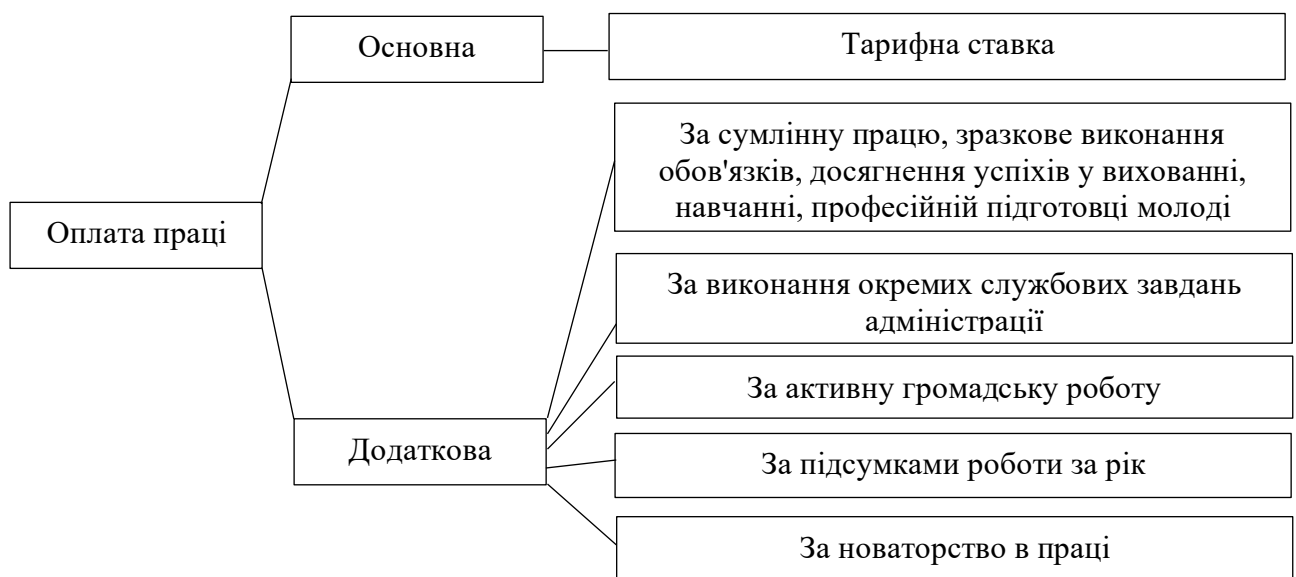 Основна
Тарифна ставка
За сумлінну працю, зразкове виконання
обов'язків, досягнення успіхів у вихованні,
навчанні, професійній підготовці молоді
Оплата праці
За виконання окремих службових завдань
адміністрації
За активну громадську роботу
Додаткова
За підсумками роботи за рік
За новаторство в праці